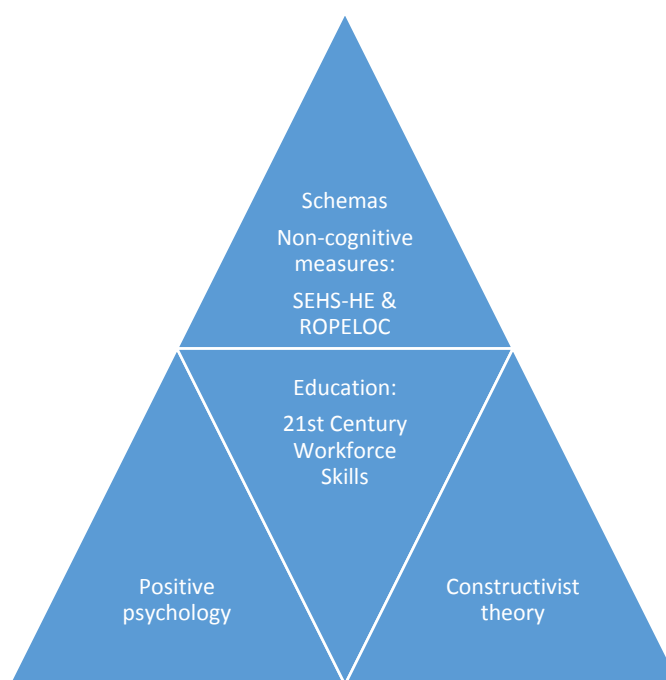 Schemas
Non-cognitive
measures:
SEHS-HE &
ROPELOC
Education:
21st Century
Workforce
Skills
Positive
psychology
Constructivist
theory